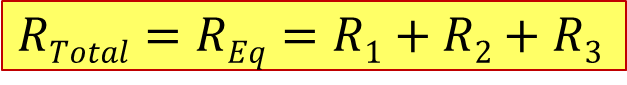 R_Total = R_Eq = R_1 + R_2 + R_3